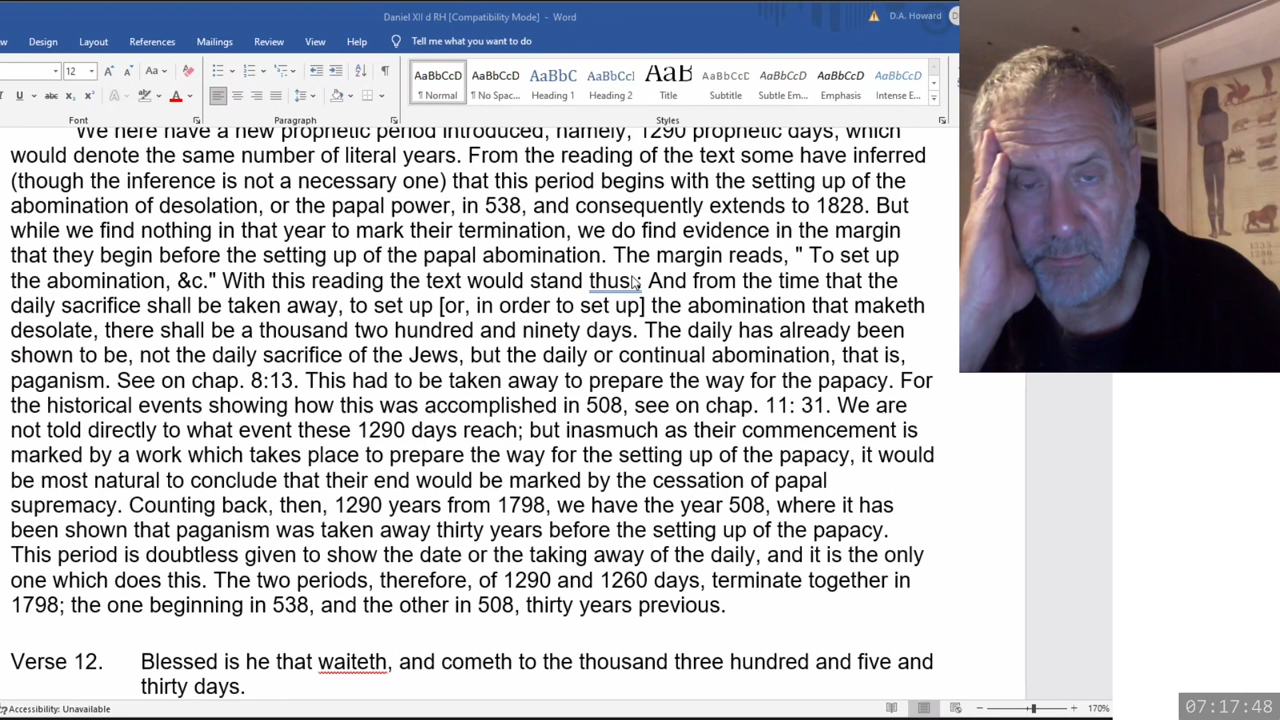 Daniel XII d RH [Compatibility Mode] - Word
D.A. Howard
Design Layout References Mailings Review View Help Tell me what you want to do
12 Aa
AaBbCcD AaBbCcD AaBbC AaBbCcI AaB AaBbCcD AaBbCcD AaBbCcD AaBbCcD
¶ Normal ¶ No Spac... Heading 1 Heading 2 Title Subtitle Subtle Em... Emphasis Intense E...
Font Paragraph Styles
We here have a new prophetic period introduced, namely, 1290 prophetic days, which
would denote the same number of literal years. From the reading of the text some have inferred
(though the inference is not a necessary one) that this period begins with the setting up of the
abomination of desolation, or the papal power, in 538, and consequently extends to 1828. But
while we find nothing in that year to mark their termination, we do find evidence in the margin
that they begin before the setting up of the papal abomination. The margin reads, " To set up
the abomination, &c." With this reading the text would stand thus: And from the time that the
daily sacrifice shall be taken away, to set up [or, in order to set up] the abomination that maketh
desolate, there shall be a thousand two hundred and ninety days. The daily has already been
shown to be, not the daily sacrifice of the Jews, but the daily or continual abomination, that is,
paganism. See on chap. 8:13. This had to be taken away to prepare the way for the papacy. For
the historical events showing how this was accomplished in 508, see on chap. 11: 31. We are
not told directly to what event these 1290 days reach; but inasmuch as their commencement is
marked by a work which takes place to prepare the way for the setting up of the papacy, it would
be most natural to conclude that their end would be marked by the cessation of papal
supremacy. Counting back, then, 1290 years from 1798, we have the year 508, where it has
been shown that paganism was taken away thirty years before the setting up of the papacy.
This period is doubtless given to show the date or the taking away of the daily, and it is the only
one which does this. The two periods, therefore, of 1290 and 1260 days, terminate together in
1798; the one beginning in 538, and the other in 508, thirty years previous.
Verse 12. Blessed is he that waiteth, and cometh to the thousand three hundred and five and
thirty days.
Accessibility: Unavailable
170%
07:17:48